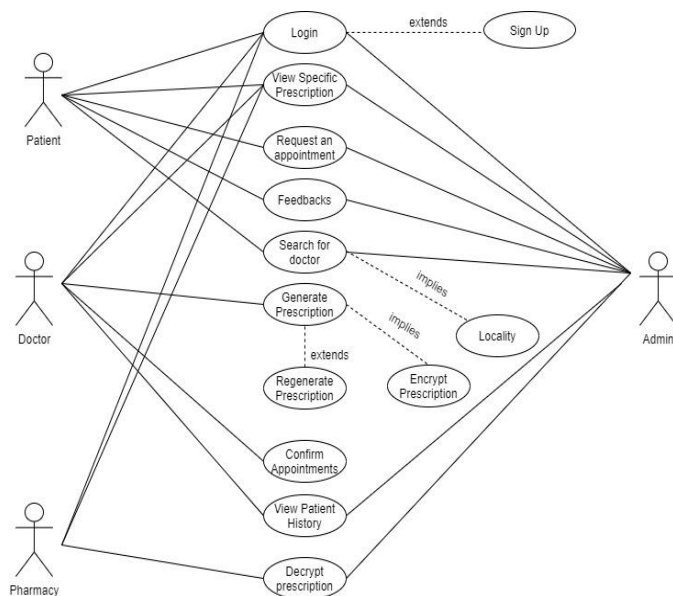 Login
extends
Sign Up
View Specific
Prescription
Patient
Request an
appointment
Feedbacks
Search for
doctor
implies
Generate
Prescription
implies
Locality
Doctor
Admin
extends
Regenerate
Prescription
Encrypt
Prescription
Confirm
Appointments
View Patient
History
Decrypt
prescription
Pharmacy